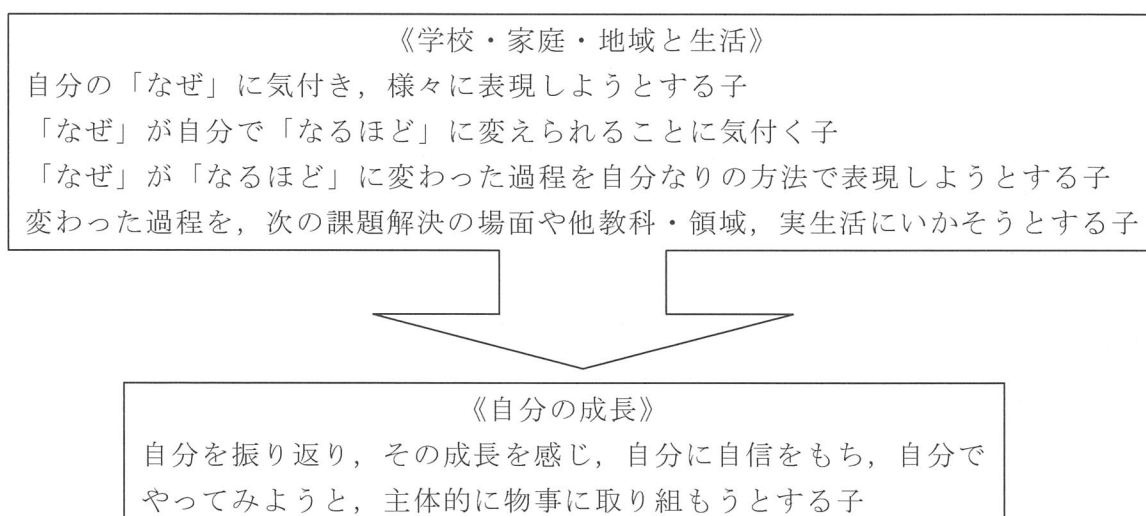 《学校・家庭・地域と生活》
自分の「なぜ」に気付き，様々に表現しようとする子
「なぜ」が自分で「なるほど」に変えられることに気付く子
「なぜ」が「なるほど」に変わった過程を自分なりの方法で表現しようとする子
変わった過程を，次の課題解決の場面や他教科・領域，実生活にいかそうとする子
《自分の成長》
自分を振り返り，その成長を感じ，自分に自信をもち，自分で
やってみようと，主体的に物事に取り組もうとする子